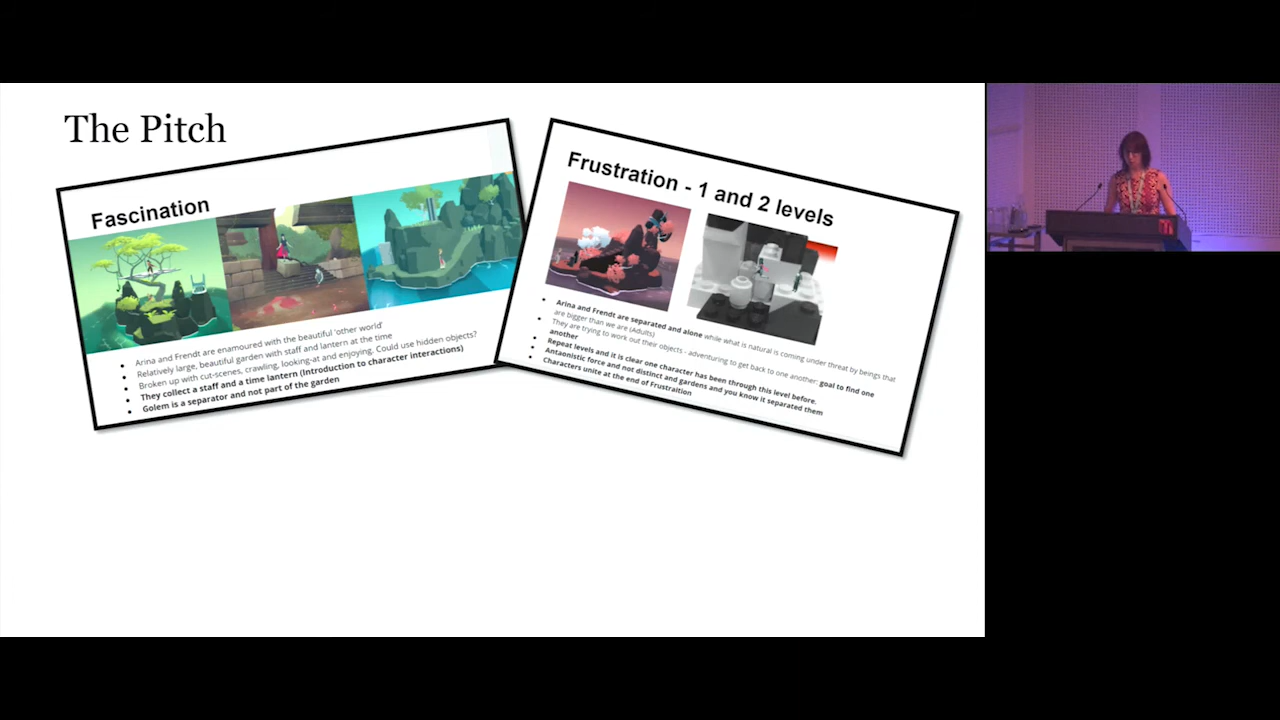 The Pitch
Fascination
Arina and Frendt are enamoured with the beautiful 'other world'
Relatively large, beautiful garden with staff and lantern at the time
Broken up with cut-scenes, crawling, looking-at and enjoying. Could use hidden objects?
They collect a staff and a time lantern (Introduction to character interactions)
Golem is a separator and not part of the garden
Frustration - 1 and 2 levels
Arina and Frendt are separated and alone while what is natural is coming under threat by beings that
are bigger than we are (Adults)
They are trying to work out their objects - adventuring to get back to one another: goal to find one
another
Repeat levels and it is clear one character has been through this level before.
Antaonistic force and not distinct and gardens and you know it separated them
Characters unite at the end of Frustraition